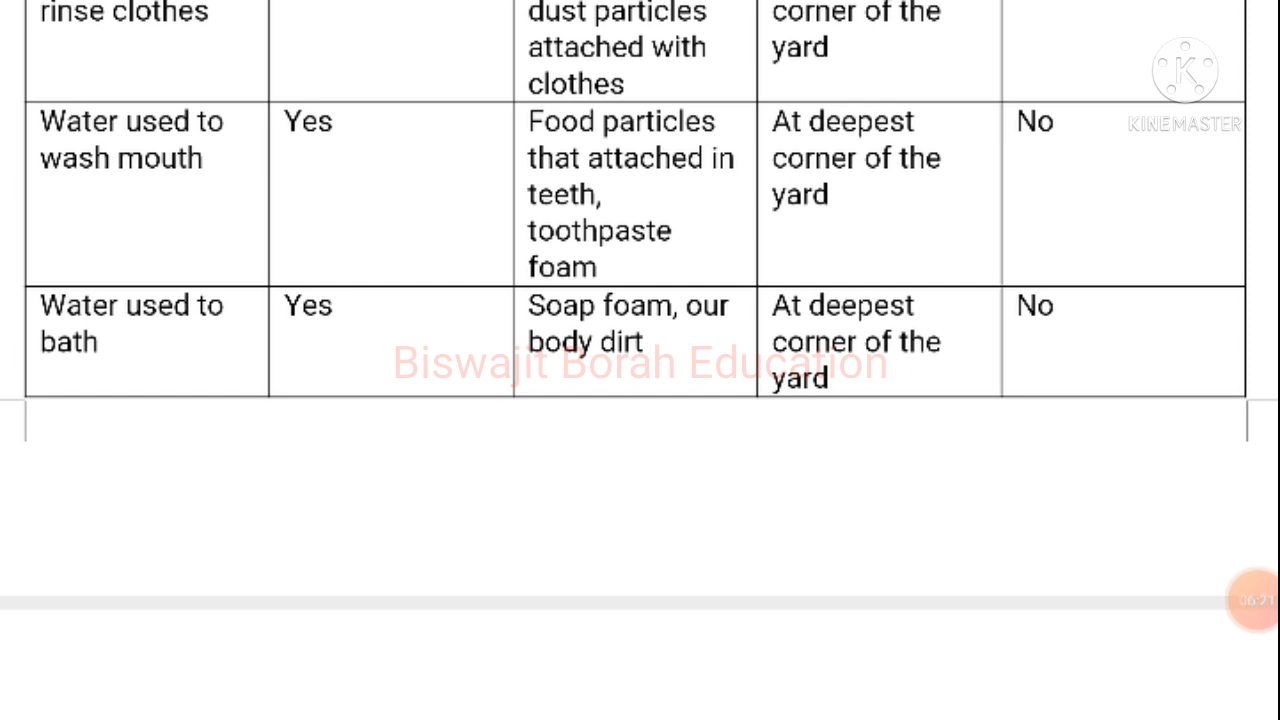 rinse clothes
dust particles
attached with
clothes
corner of the
yard
Water used to
wash mouth
Yes
Food particles
that attached in
teeth,
toothpaste
foam
At deepest
corner of the
yard
No
Water used to
bath
Yes
Soap foam, our
body dirt
At deepest
corner of the
yard
No
K
KINEMASTER
Biswajit Borah Education
06:21